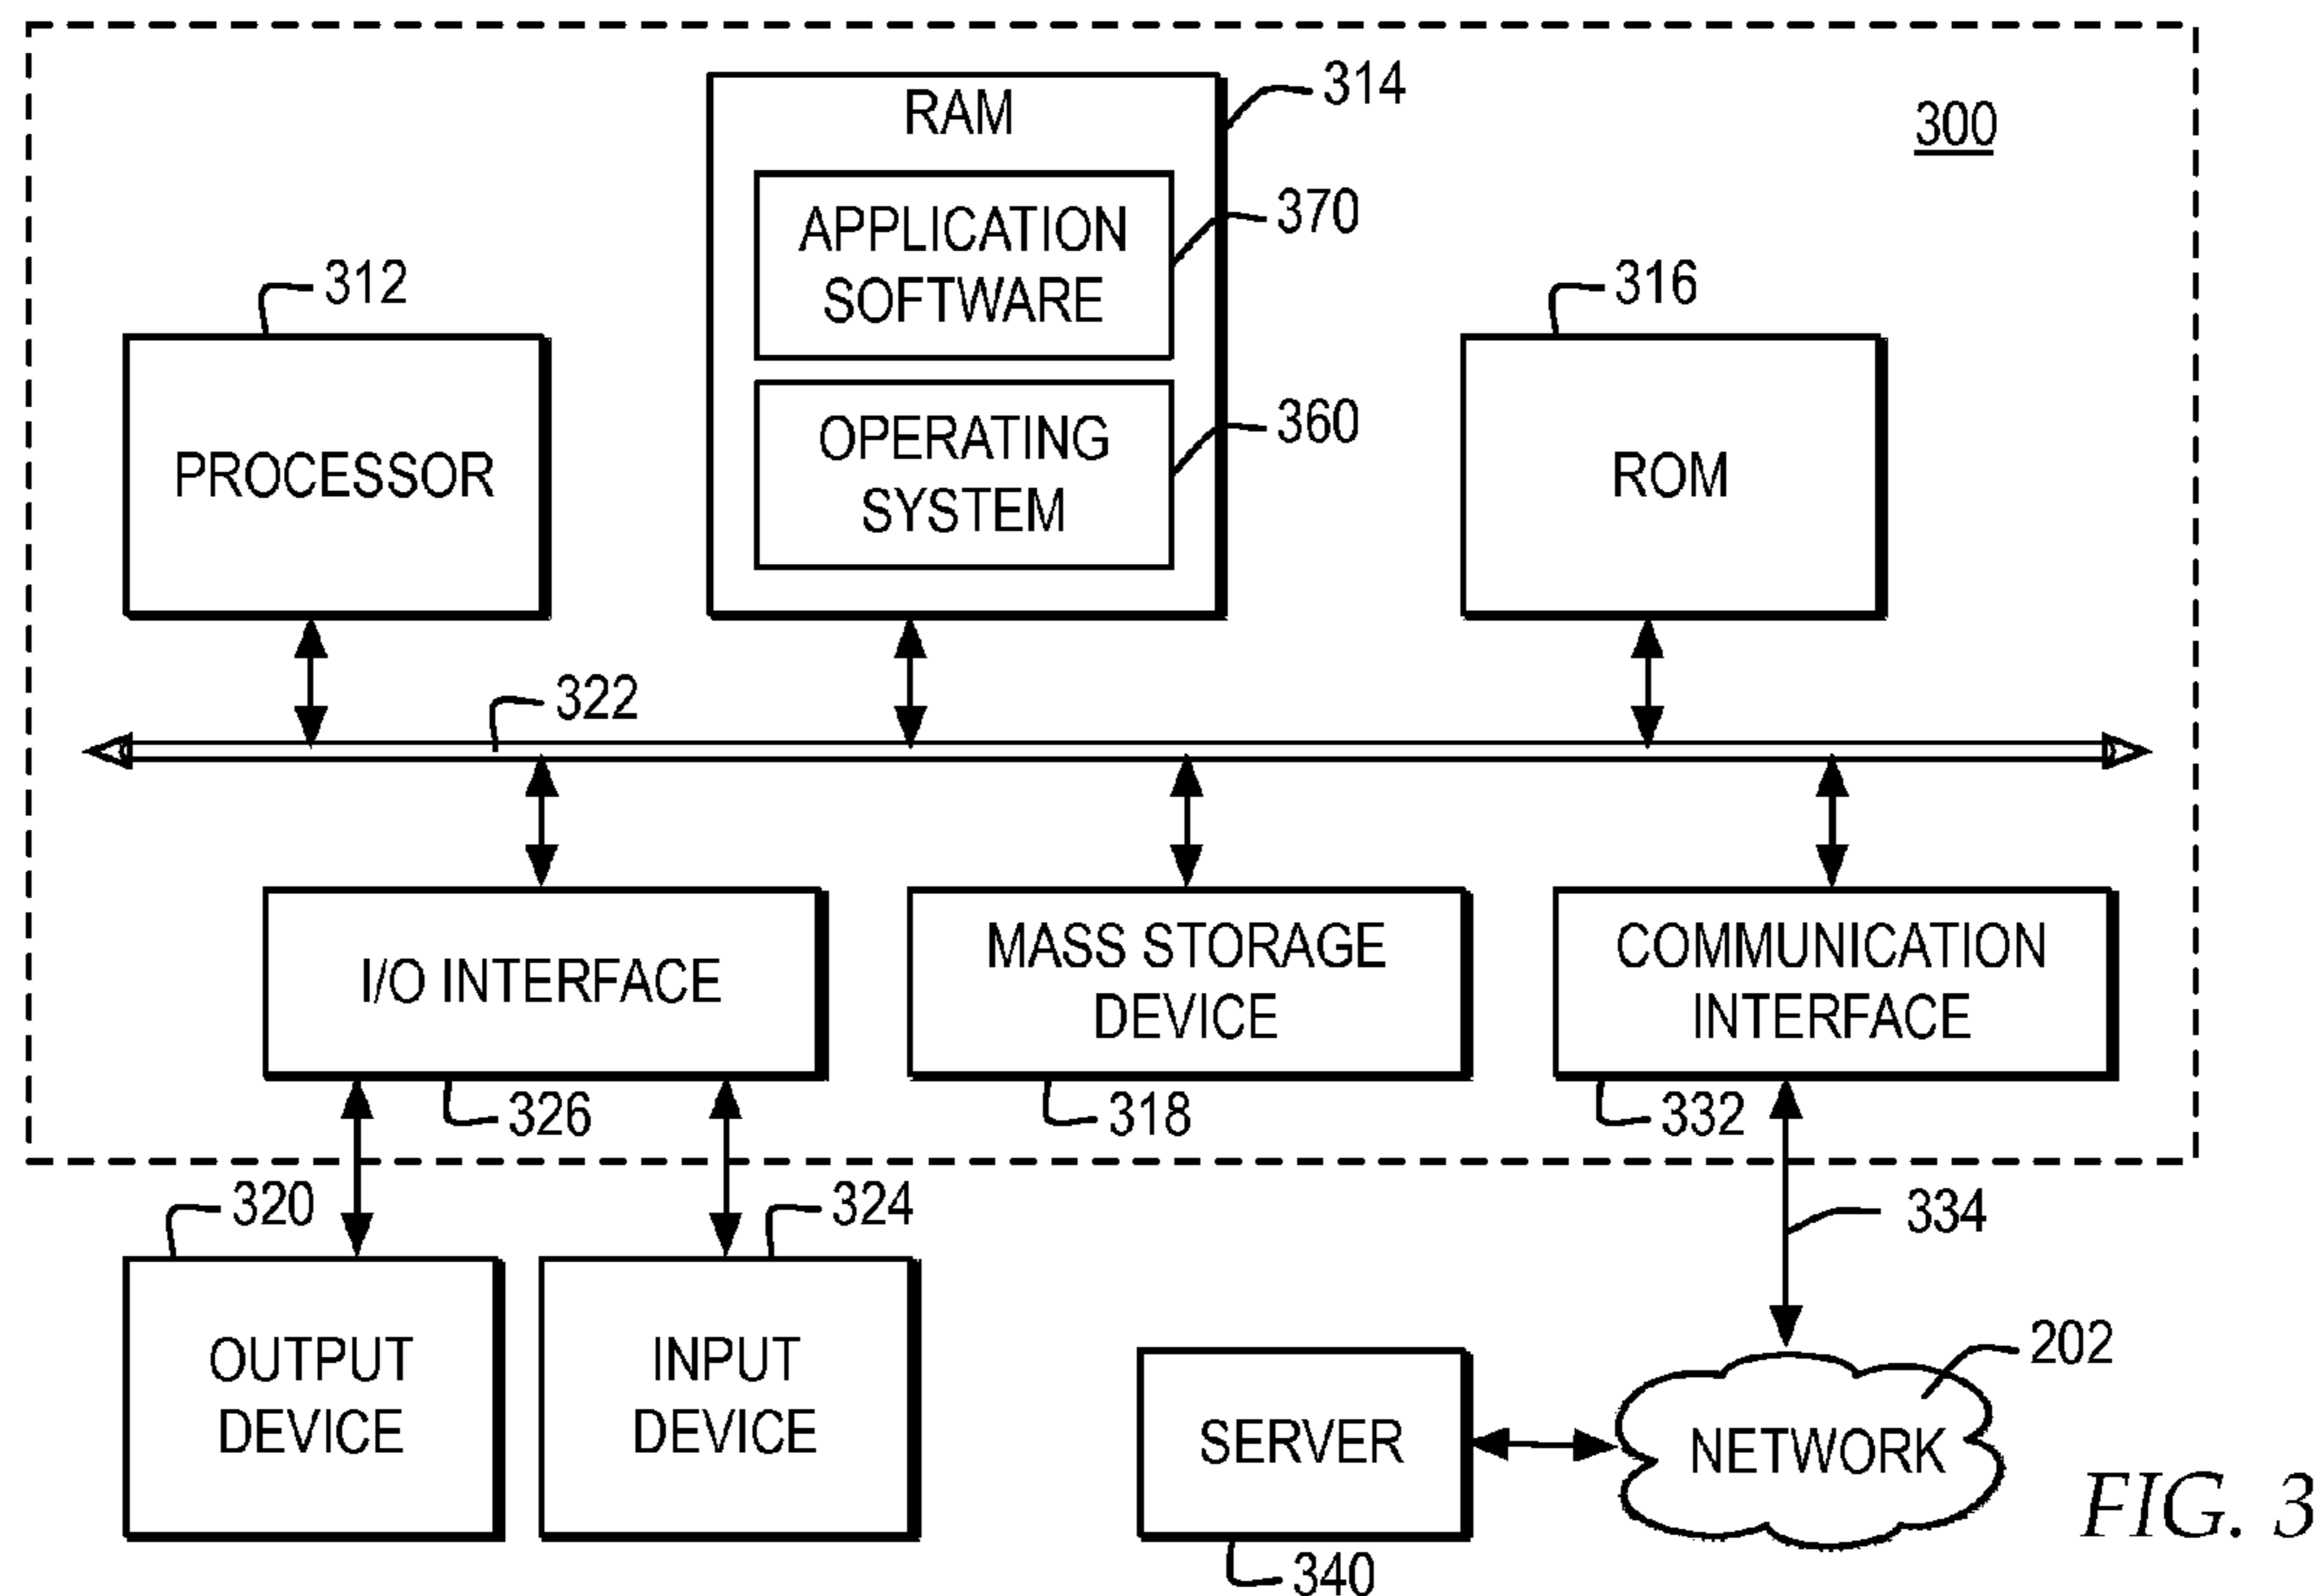 RAM
314
300
APPLICATION
SOFTWARE
370
312
316
OPERATING
SYSTEM
360
PROCESSOR
ROM
322
I/O INTERFACE
MASS STORAGE
DEVICE
COMMUNICATION
INTERFACE
326
318
332
320
324
334
OUTPUT
DEVICE
INPUT
DEVICE
SERVER
202
NETWORK
340
FIG. 3